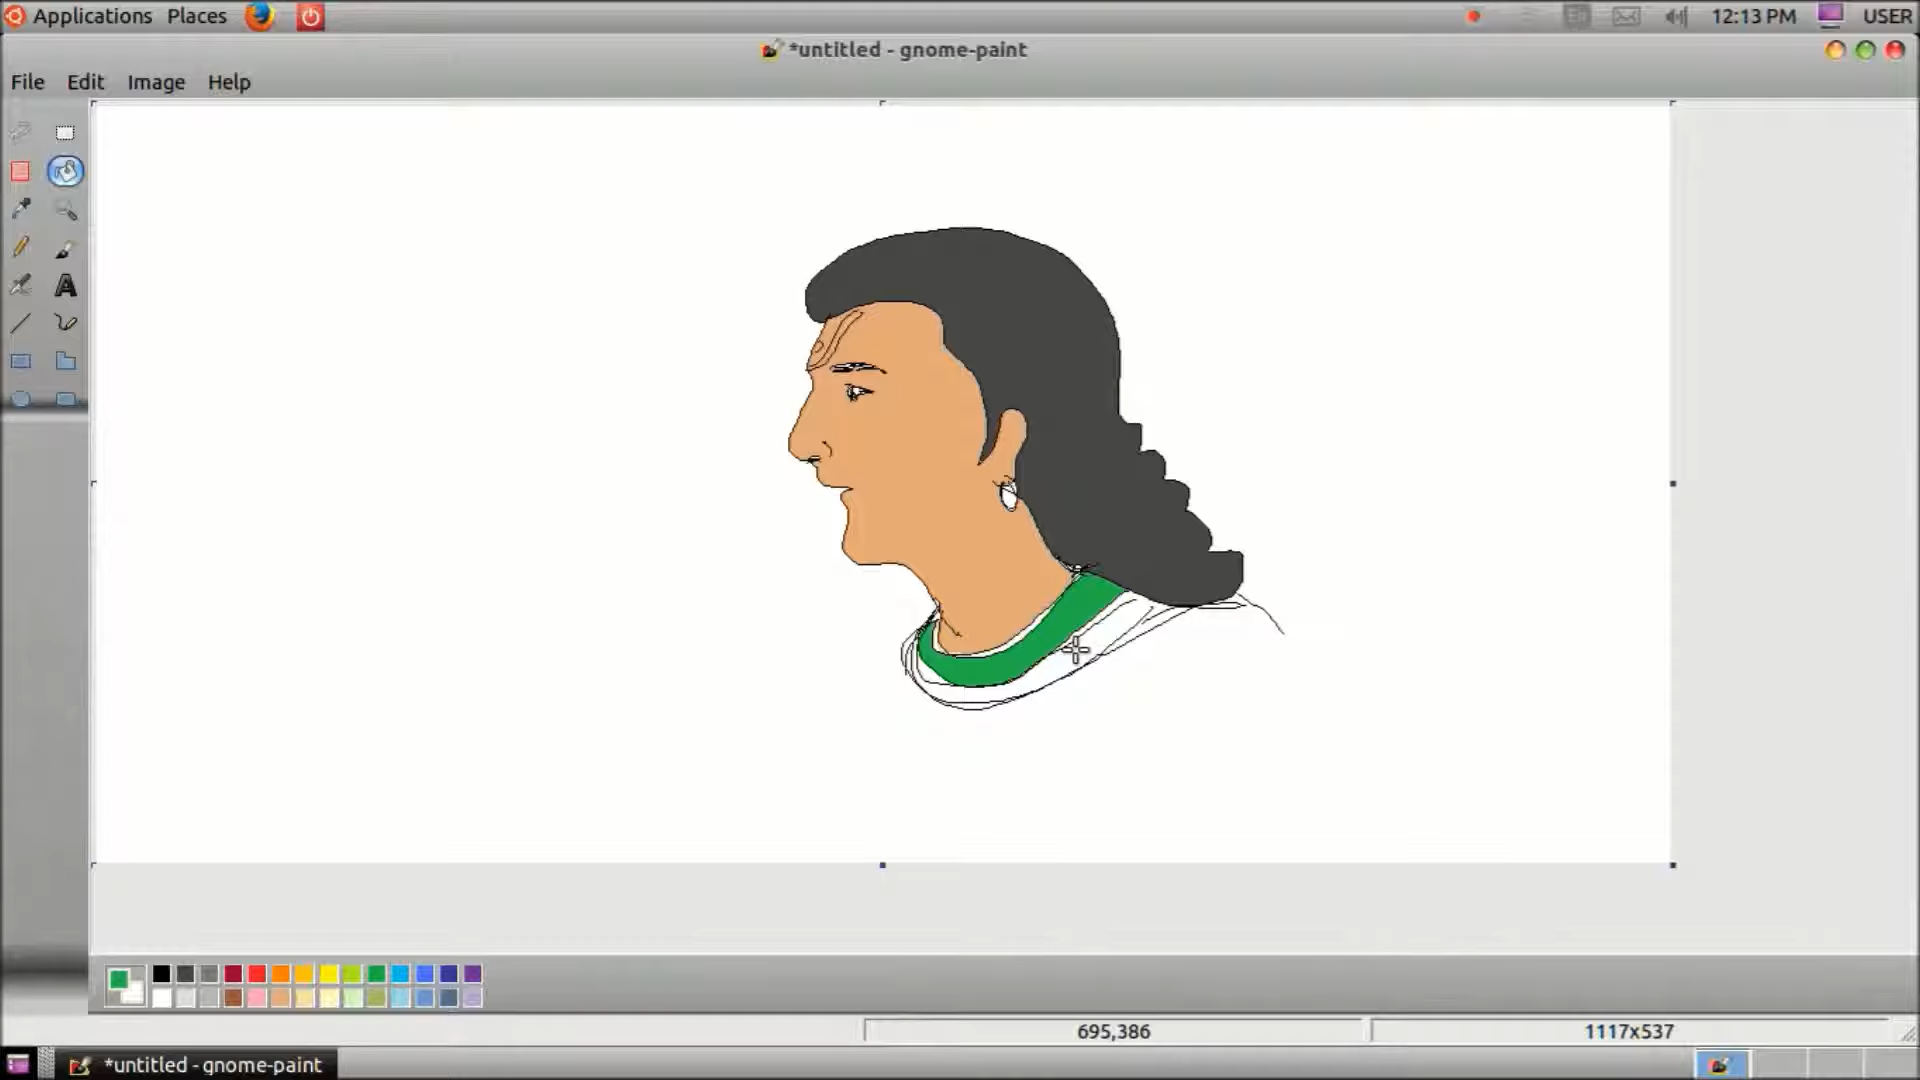 Applications Places 12:13 PM USER
*untitled - gnome-paint
File Edit Image Help
A
695,386 1117x537
*untitled - gnome-paint